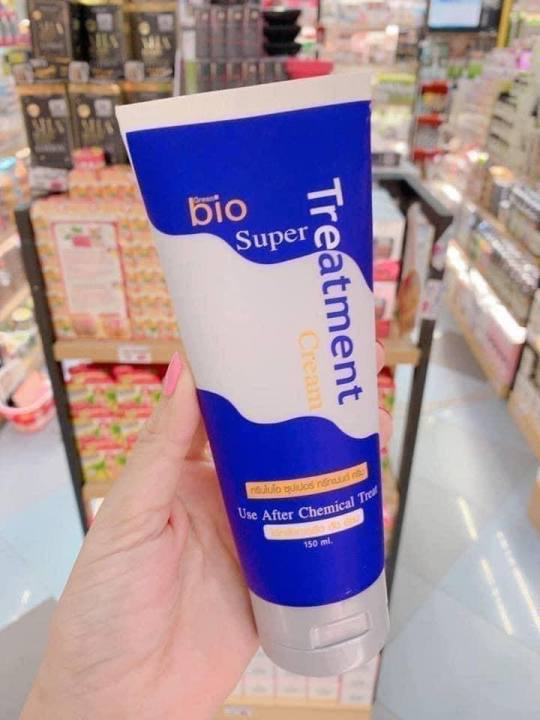 Green
bio
Super
Treatment
Cream
กรีนไบโอ ซุปเปอร์ ทรีทเมนต์ ครีม
Use After Chemical Treat
150 ml.